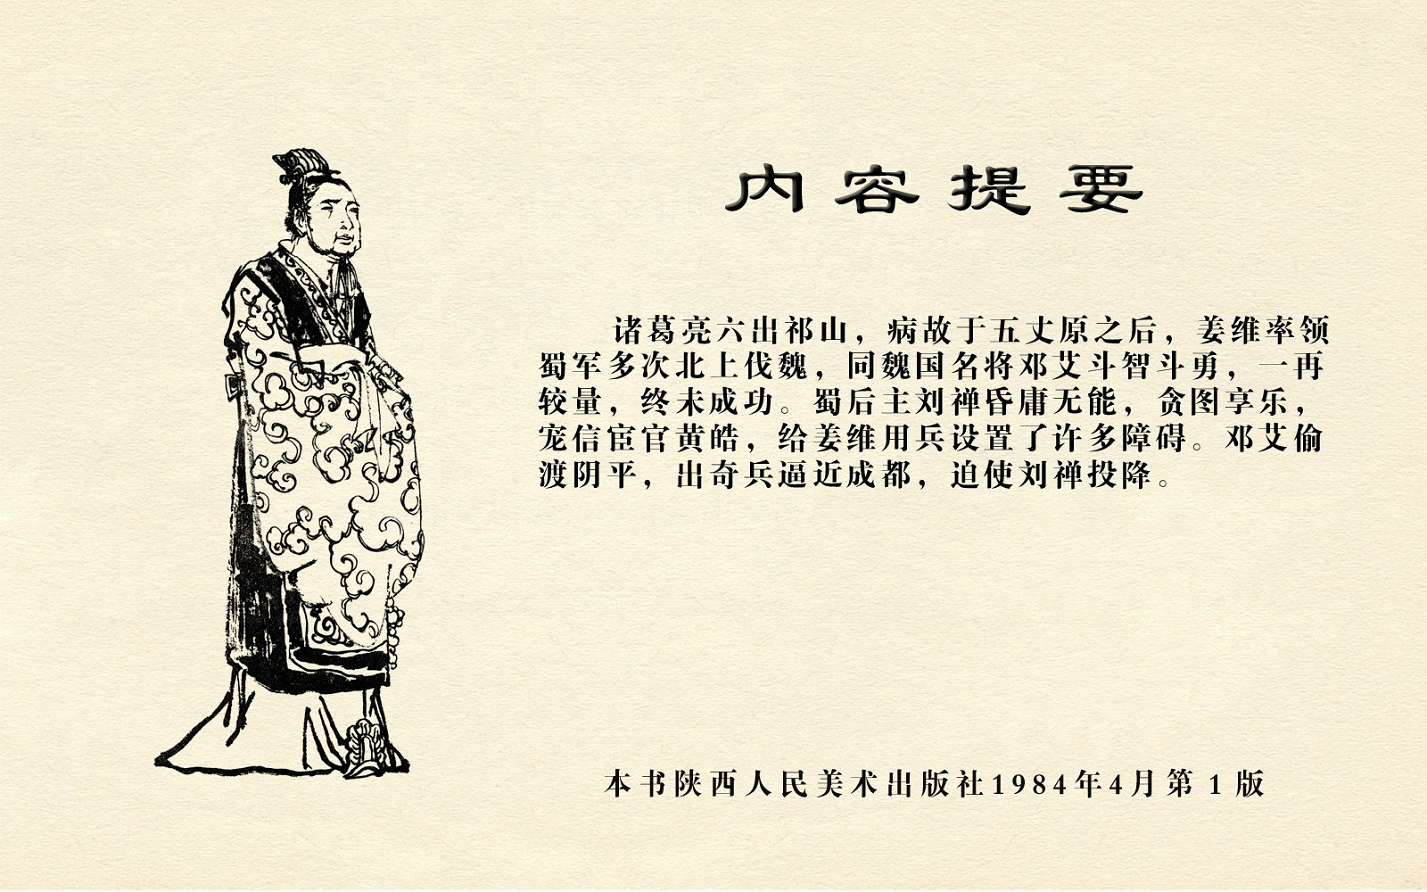 内容提要
诸葛亮六出祁山，病故于五丈原之后，姜维率领
蜀军多次北上伐魏，同魏国名将邓艾斗智斗勇，一再
较量，终未成功。蜀后主刘禅昏庸无能，贪图享乐，
宠信宦官黄皓，给姜维用兵设置了许多障碍。邓艾偷
渡阴平，出奇兵逼近成都，迫使刘禅投降。
本书陕西人民美术出版社1984年4月第1版